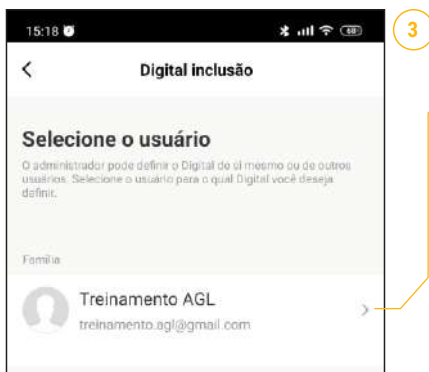 15:18
68
3
Digital inclusão
Selecione o usuário
O administrador pode definir o Digital de si mesmo ou de outros
usuários. Selecione o usuário para o qual Digital você deseja
definir.
Família
Treinamento AGL
treinamento.agl@gmail.com